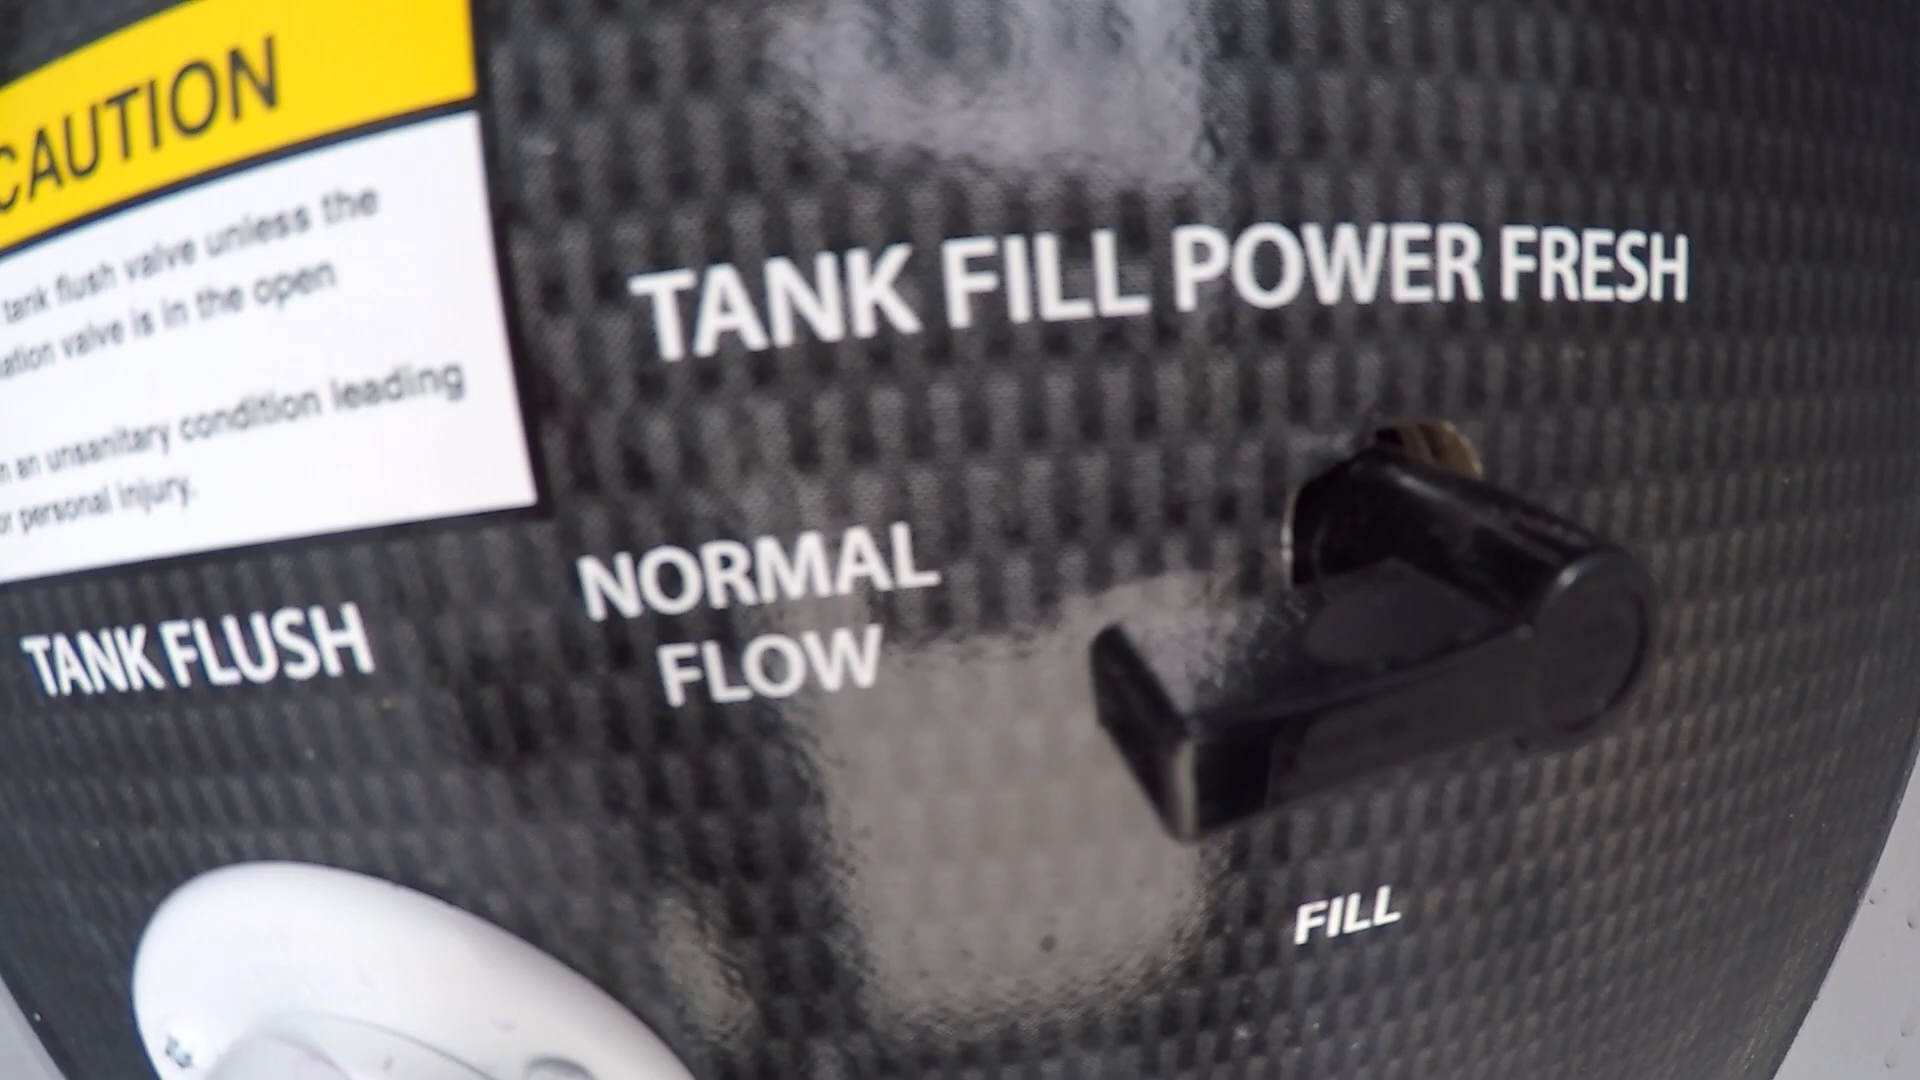 CAUTION
tank flush valve unless the
valve is in the open
an unsanitary condition leading
or personal injury.
TANK FILL POWER FRESH
NORMAL
FLOW
TANK FLUSH
FILL